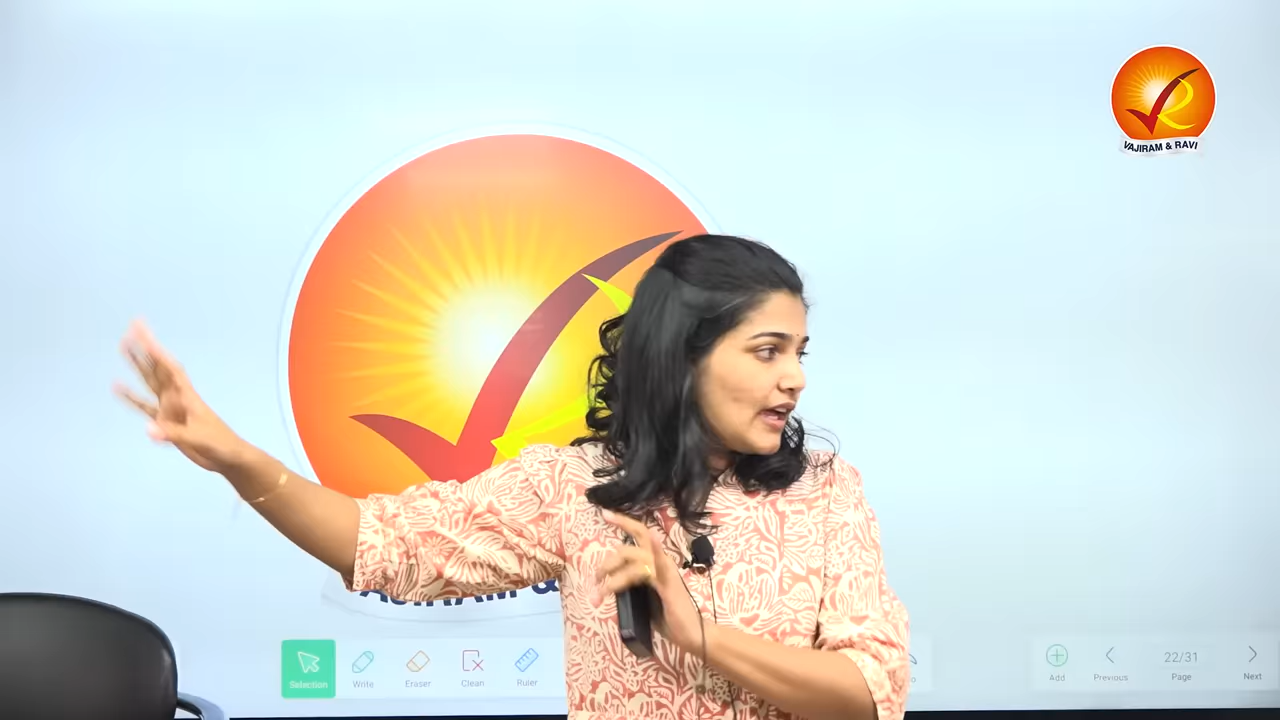 VAJIRAM & RAVI
Selection
Write
Eraser
Clean
Ruler
Add
Previous
22/31
Page
Next